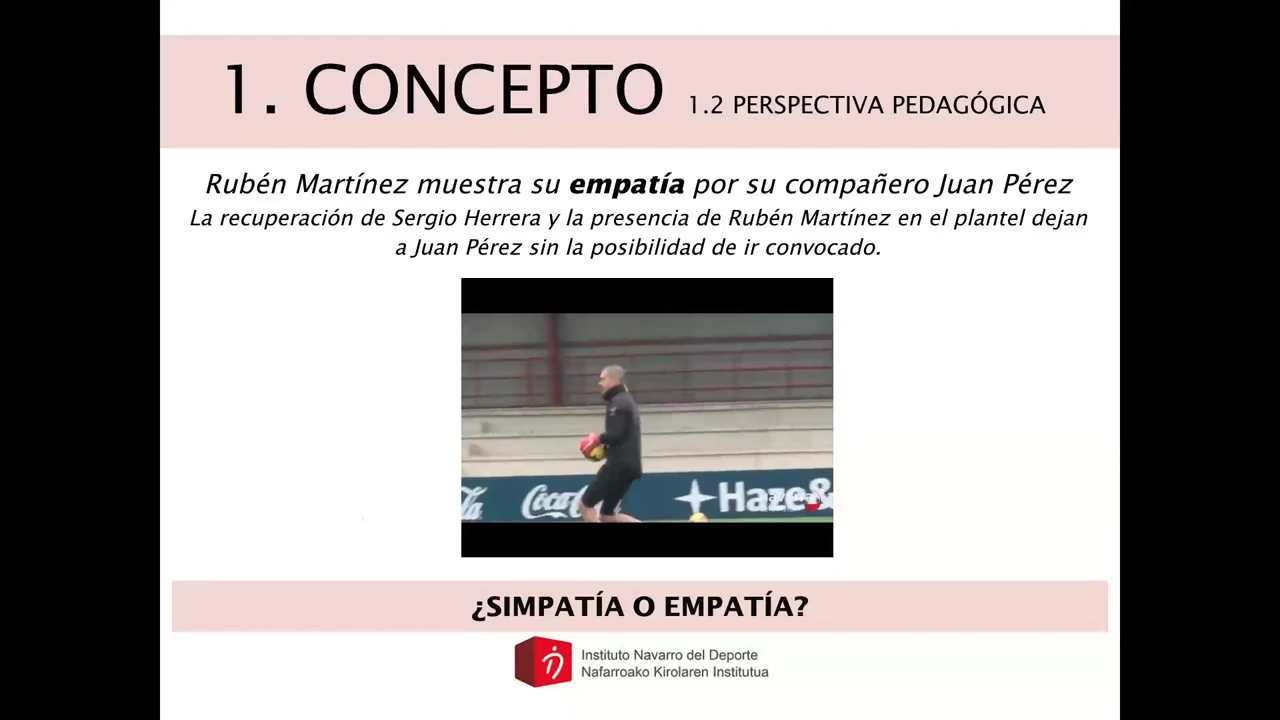 1. CONCEPTO 1.2 PERSPECTIVA PEDAGÓGICA
Rubén Martínez muestra su empatía por su compañero Juan Pérez
La recuperación de Sergio Herrera y la presencia de Rubén Martínez en el plantel dejan
a Juan Pérez sin la posibilidad de ir convocado.
Coca
Haze&
¿SIMPATÍA O EMPATÍA?
Instituto Navarro del Deporte
Nafarroako Kirolaren Institutua